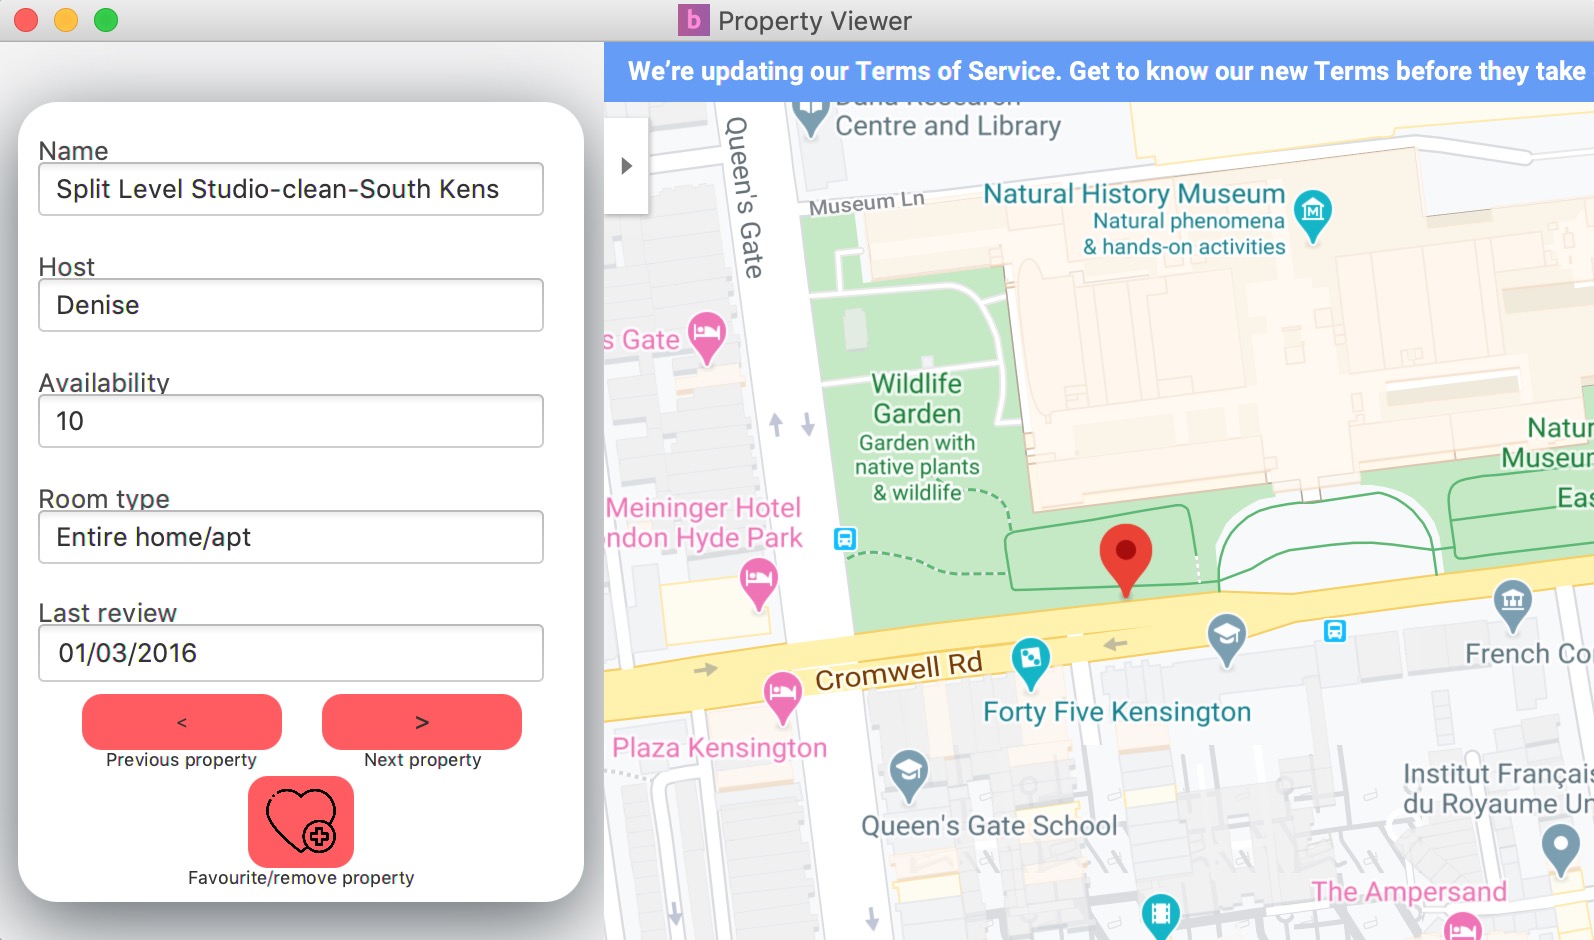 b Property Viewer
Name
Split Level Studio-clean-South Kens
Host
Denise
Availability
10
Room type
Entire home/apt
Last review
01/03/2016
<
>
Previous property
Next property
Favourite/remove property
We're updating our Terms of Service. Get to know our new Terms before they take
Centre and Library
Queen's Gate
Museum Ln
Natural History Museum
Natural phenomena
& hands-on activities
s Gate
Wildlife
Garden
Garden with
native plants
& wildlife
Natur
Museum
Eas
Meininger Hotel
ndon Hyde Park
Cromwell Rd
French Co
Forty Five Kensington
Plaza Kensington
Institut Françai
du Royaume Un
Queen's Gate School
The Ampersand